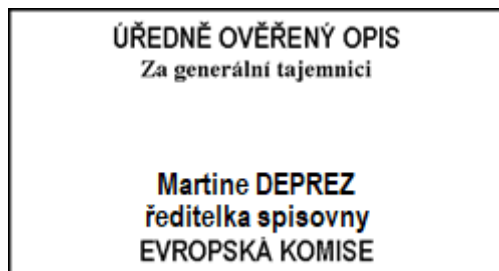 ÚŘEDNĚ OVĚŘENÝ OPIS
Za generální tajemnici
Martine DEPREZ
ředitelka spisovny
EVROPSKÁ KOMISE